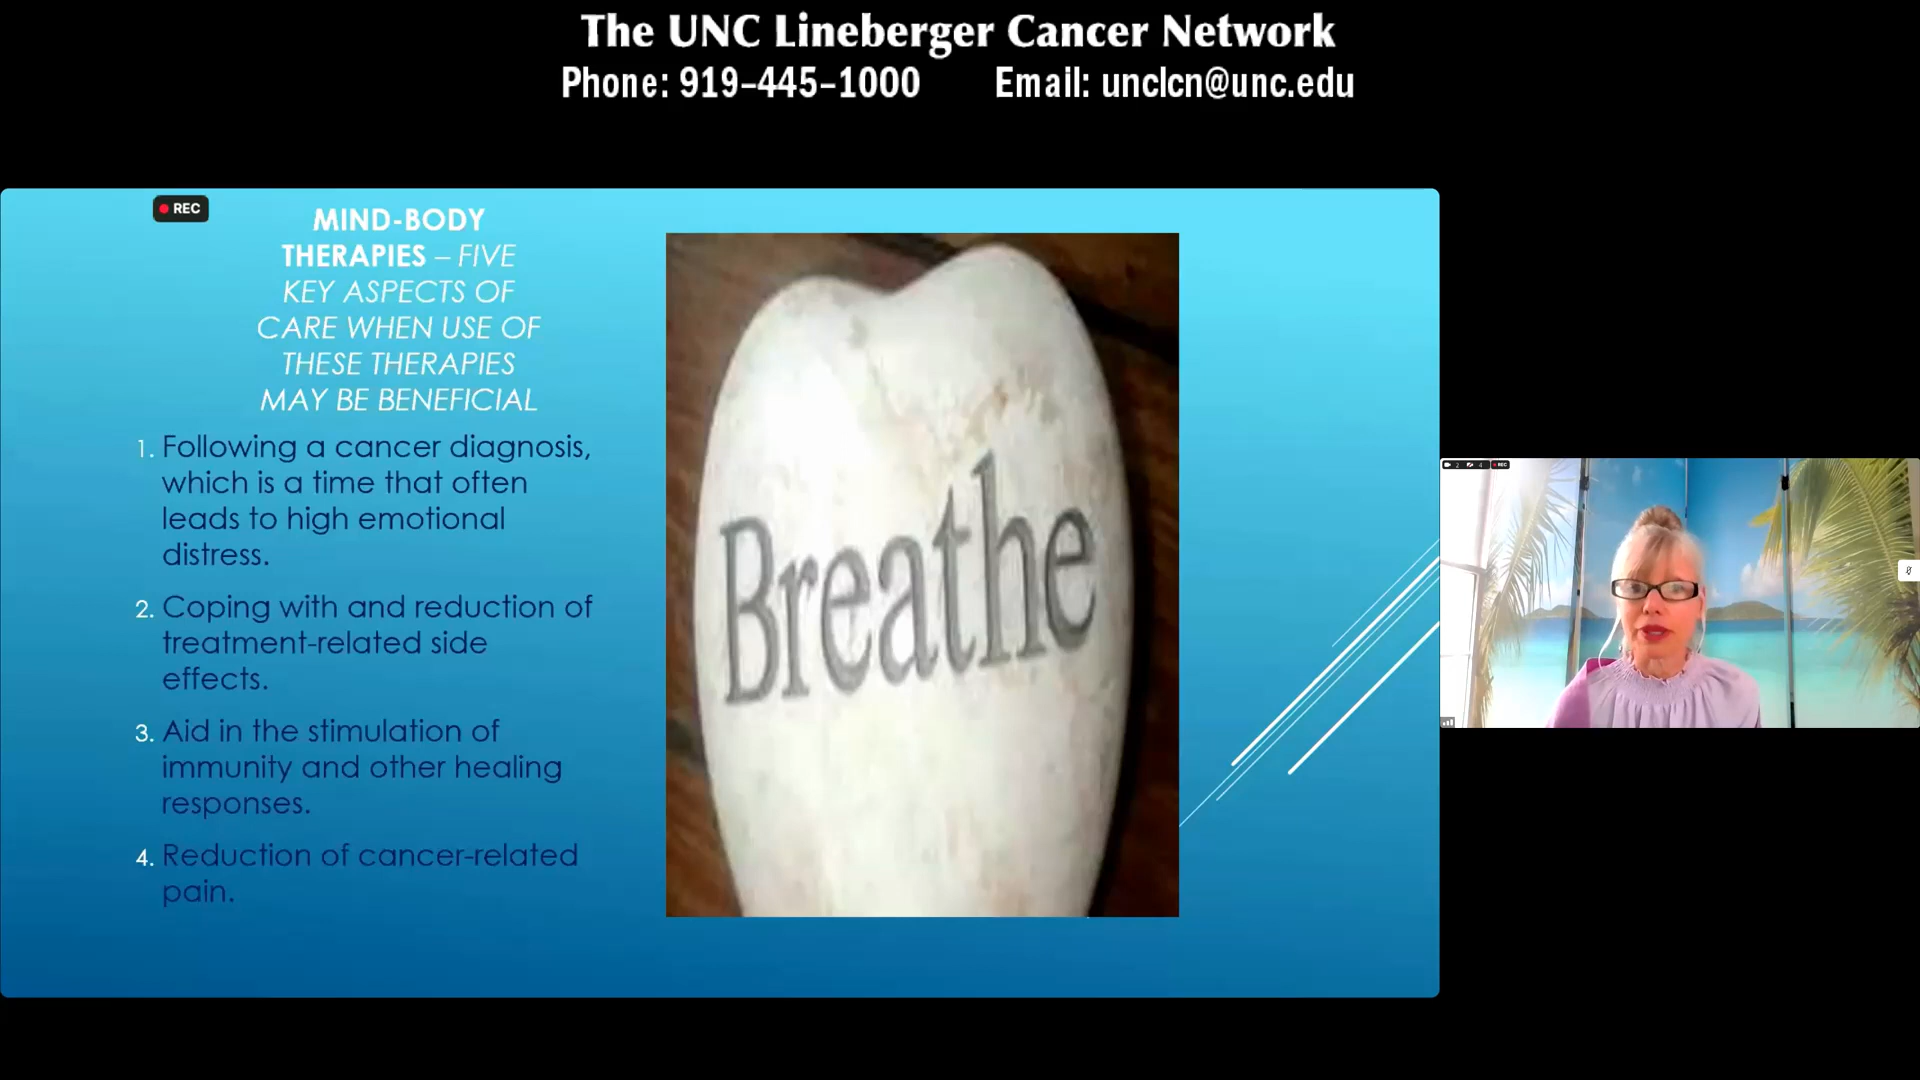 The UNC Lineberger Cancer Network
Phone: 919-445-1000 Email: unclcn@unc.edu
REC
MIND-BODY
THERAPIES – FIVE
KEY ASPECTS OF
CARE WHEN USE OF
THESE THERAPIES
MAY BE BENEFICIAL
1. Following a cancer diagnosis,
which is a time that often
leads to high emotional
distress.
2. Coping with and reduction of
treatment-related side
effects.
3. Aid in the stimulation of
immunity and other healing
responses.
4. Reduction of cancer-related
pain.
Breathe
2 4 REC